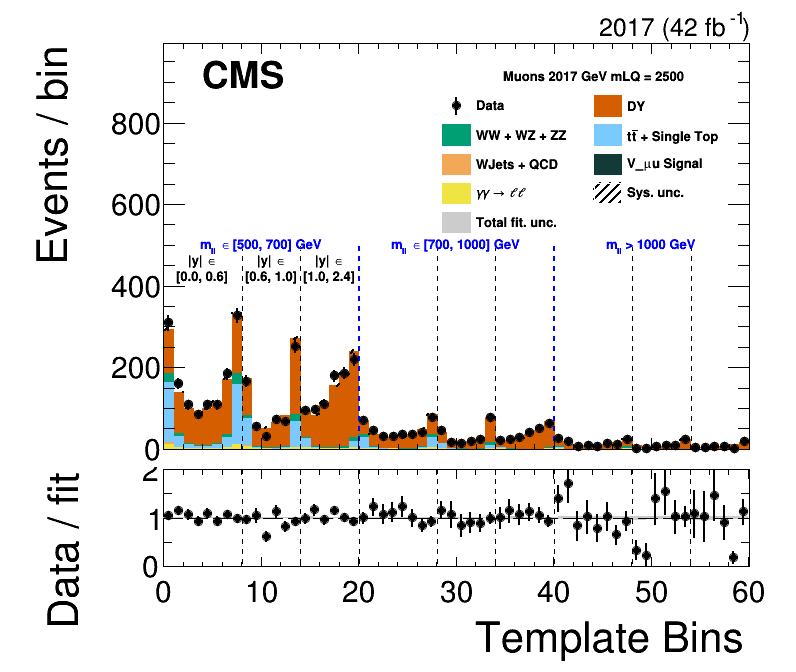 2017 (42 fb⁻¹)
CMS
Muons 2017 GeV mLQ = 2500
Data
DY
WW + WZ + ZZ
tt̄ + Single Top
WJets + QCD
V_μu Signal
γγ → ℓℓ
Sys. unc.
Total fit. unc.
Events / bin
800
600
400
200
0
m_ll ∈ [500, 700] GeV
m_ll ∈ [700, 1000] GeV
m_ll > 1000 GeV
|y| ∈
[0.0, 0.6]
|y| ∈
[0.6, 1.0]
|y| ∈
[1.0, 2.4]
Data / fit
2
1
0
0 10 20 30 40 50 60
Template Bins